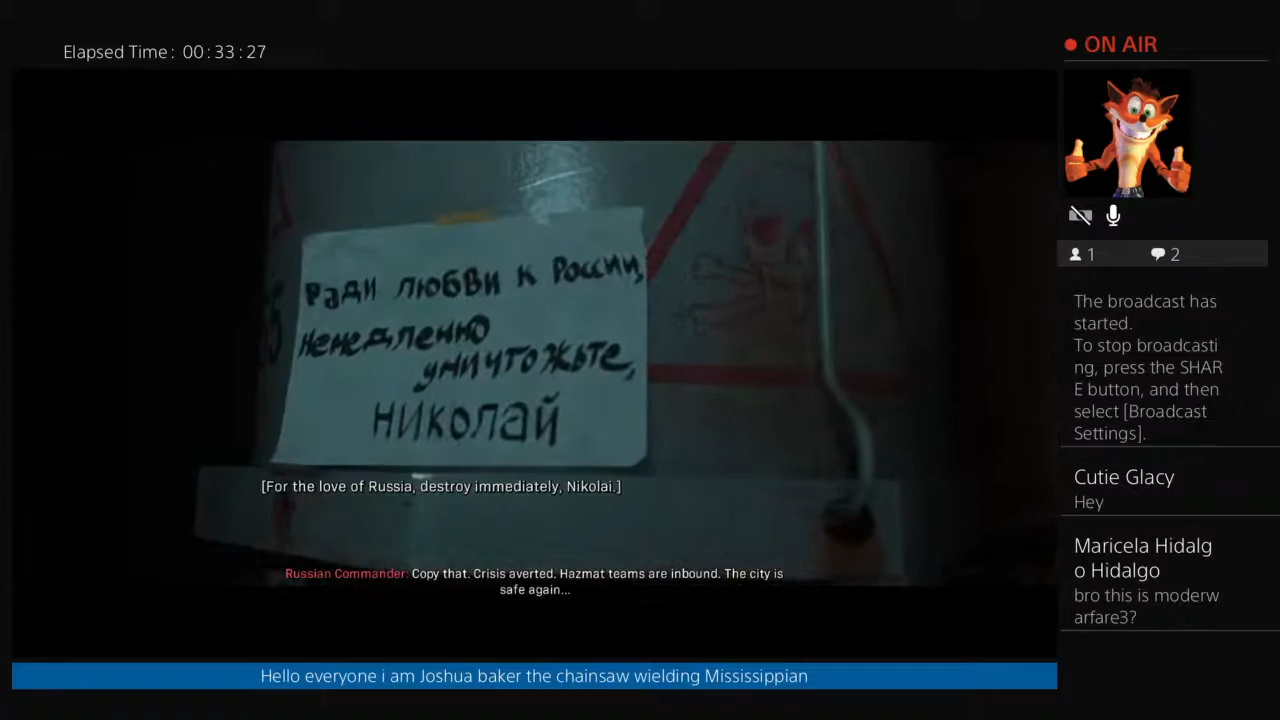 Elapsed Time: 00:33:27
ON AIR
1
2
The broadcast has
started.
To stop broadcasti
ng, press the SHAR
E button, and then
select [Broadcast
Settings].
Cutie Glacy
Hey
Maricela Hidalg
o Hidalgo
bro this is moderw
arfare3?
Ради любви к России,
немедленно
уничтожьте,
Николай
[For the love of Russia, destroy immediately, Nikolai.]
Russian Commander: Copy that. Crisis averted. Hazmat teams are inbound. The city is
safe again...
Hello everyone i am Joshua baker the chainsaw wielding Mississippian